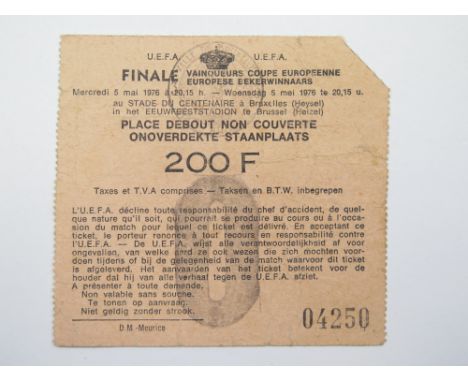 U.E.F.A. U.E.F.A.
FINALE VAINQUEURS COUPE EUROPEENNE
EUROPESE EEKERWINNAARS
Mercredi 5 mai 1976 à 20,15 h. — Woensdag 5 mei 1976 te 20,15 u.
au STADE DU CENTENAIRE à Bruxelles (Heysel)
in het EEUWFEESTSTADION te Brussel (Heizel)
PLACE DEBOUT NON COUVERTE
ONOVERDEKTE STAANPLAATS
200 F
Taxes et T.V.A comprises — Taksen en B.T.W. inbegrepen
L'U.E.F.A. décline toute responsabilité du chef d'accident, de quel-
que nature qu'il soit, qui pourrait se produire au cours ou à l'occa-
sion du match pour lequel ce ticket est délivré. En acceptant ce
ticket, le porteur renonce à tout recours en responsabilité contre
l'U.E.F.A. — De U.E.F.A. wijst alle verantwoordelijkheid af voor
ongevallen, van welke aard ze ook wezen die zich mochten voor-
doen tijdens of bij de gelegenheid van de match waarvoor dit ticket
is afgeleverd. Het aanvaarden van het ticket betekent voor de
houder dat hij van alle verhaal tegen de U.E.F.A. afziet.
A présenter à toute demande.
Non valable sans souche.
Te tonen op aanvraag.
Niet geldig zonder strook.
D.M.-Meurice
04250